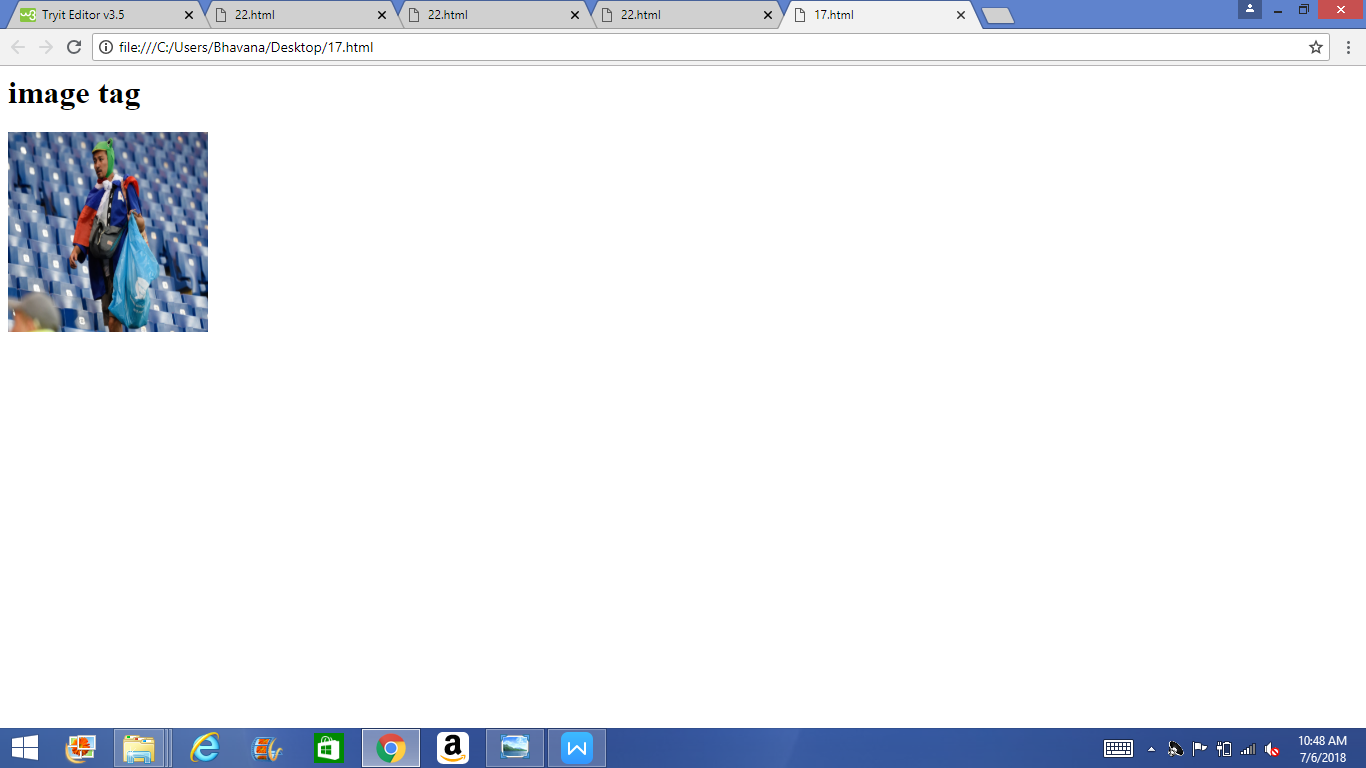 Tryit Editor v3.5
22.html
22.html
22.html
17.html
file:///C:/Users/Bhavana/Desktop/17.html
image tag
10:48 AM
7/6/2018